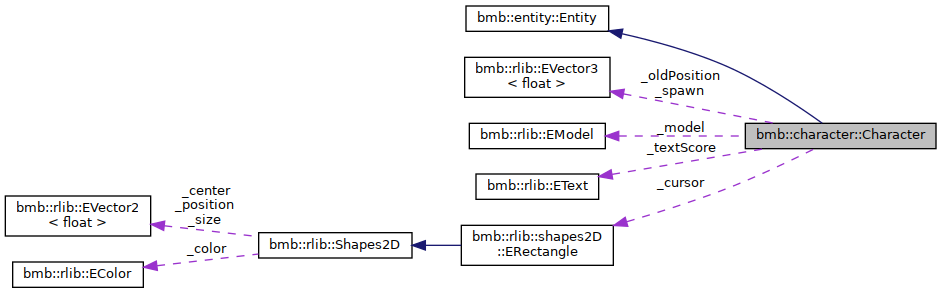 bmb::entity::Entity
bmb::rlib::EVector3
< float >
_oldPosition
_spawn
bmb::rlib::EModel
_model
bmb::character::Character
_textScore
bmb::rlib::EText
_cursor
bmb::rlib::EVector2
< float >
_center
_position
_size
bmb::rlib::Shapes2D
bmb::rlib::shapes2D
::ERectangle
_color
bmb::rlib::EColor